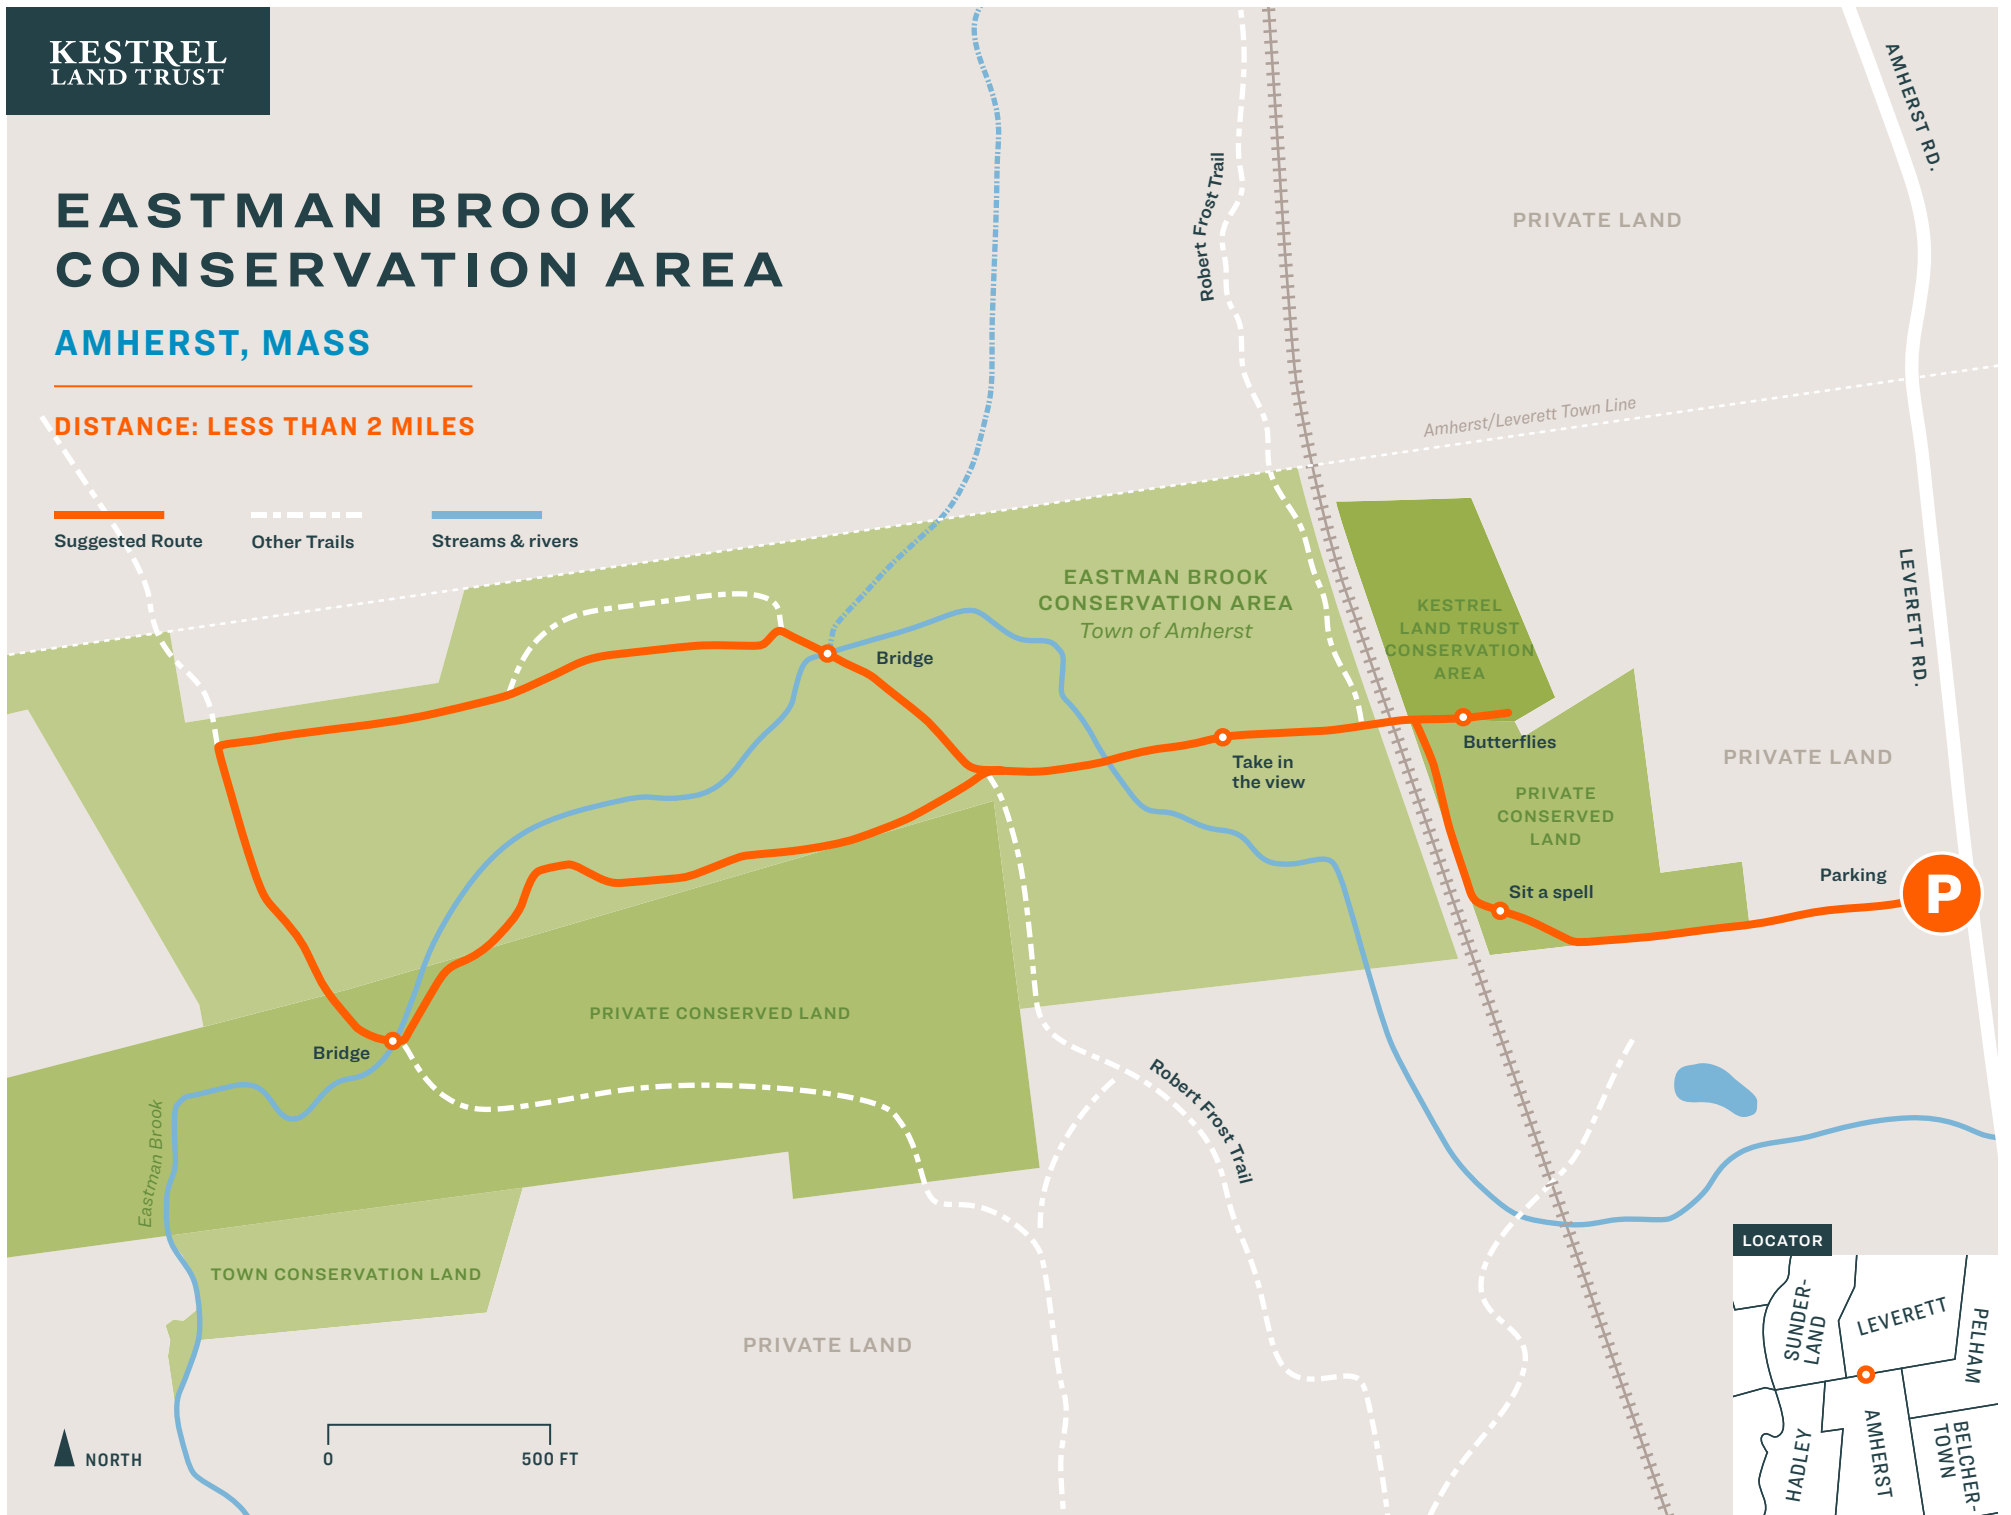 KESTREL
LAND TRUST
EASTMAN BROOK
CONSERVATION AREA
AMHERST, MASS
DISTANCE: LESS THAN 2 MILES
Suggested Route
Other Trails
Streams & rivers
Robert Frost Trail
AMHERST RD.
PRIVATE LAND
Amherst/Leverett Town Line
LEVERETT RD.
EASTMAN BROOK
CONSERVATION AREA
Town of Amherst
KESTREL
LAND TRUST
CONSERVATION
AREA
Bridge
Take in
the view
Butterflies
PRIVATE LAND
PRIVATE
CONSERVED
LAND
Sit a spell
Parking
P
PRIVATE CONSERVED LAND
Bridge
Robert Frost Trail
Eastman Brook
TOWN CONSERVATION LAND
PRIVATE LAND
NORTH
0
500 FT
LOCATOR
SUNDER-
LAND
LEVERETT
PELHAM
HADLEY
AMHERST
BELCHER-
TOWN